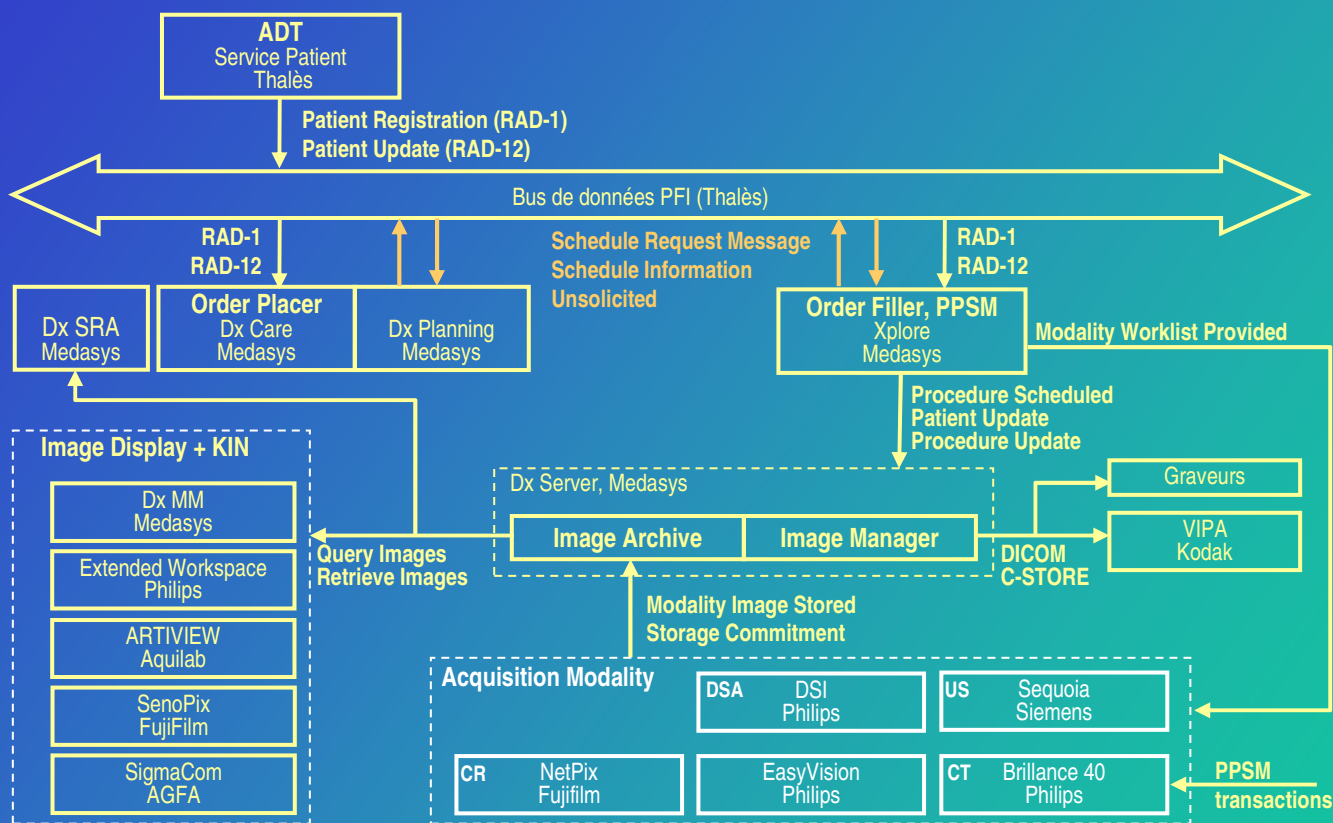 ADT
Service Patient
Thalès
Patient Registration (RAD-1)
Patient Update (RAD-12)
Bus de données PFI (Thalès)
RAD-1
RAD-12
Schedule Request Message
Schedule Information
Unsolicited
RAD-1
RAD-12
Dx SRA
Medasys
Order Placer
Dx Care
Medasys
Dx Planning
Medasys
Order Filler, PPSM
Xplore
Medasys
Modality Worklist Provided
Procedure Scheduled
Patient Update
Procedure Update
Image Display + KIN
Dx MM
Medasys
Extended Workspace
Philips
ARTIVIEW
Aquilab
SenoPix
FujiFilm
SigmaCom
AGFA
Query Images
Retrieve Images
Dx Server, Medasys
Image Archive
Image Manager
DICOM
C-STORE
Graveurs
VIPA
Kodak
Modality Image Stored
Storage Commitment
Acquisition Modality
DSA
DSI
Philips
US
Sequoia
Siemens
CR
NetPix
Fujifilm
EasyVision
Philips
CT
Brillance 40
Philips
PPSM
transactions